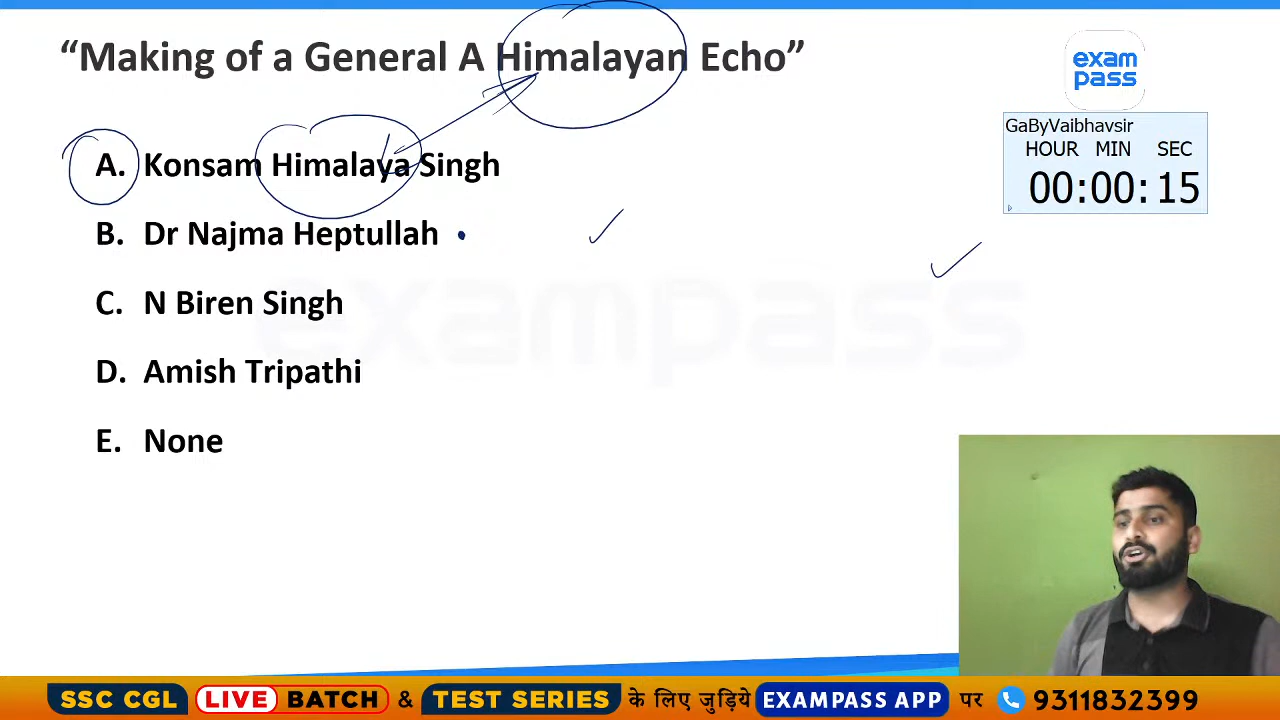 “Making of a General A Himalayan Echo”
exam
pass
GaByVaibhavsir
HOUR MIN SEC
00:00:15
A. Konsam Himalaya Singh
B. Dr Najma Heptullah
C. N Biren Singh
D. Amish Tripathi
E. None
exampass
SSC CGL LIVE BATCH & TEST SERIES के लिए जुड़िये EXAMPASS APP पर 9311832399